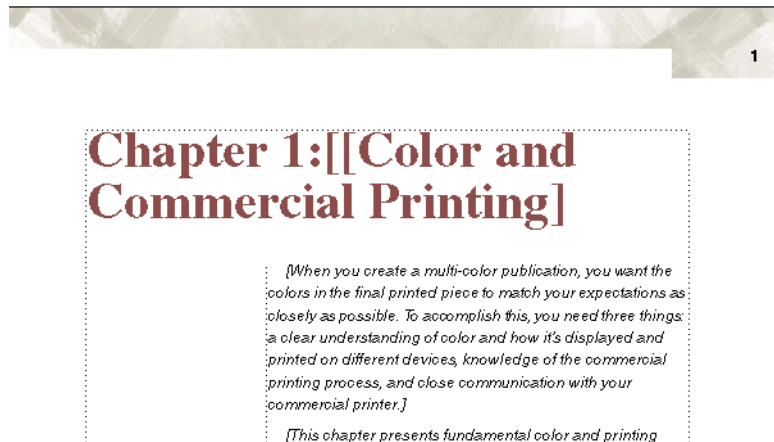 1
Chapter 1:[[Color and
Commercial Printing]
[When you create a multi-color publication, you want the
colors in the final printed piece to match your expectations as
closely as possible. To accomplish this, you need three things:
a clear understanding of color and how it's displayed and
printed on different devices, knowledge of the commercial
printing process, and close communication with your
commercial printer.]
[This chapter presents fundamental color and printing